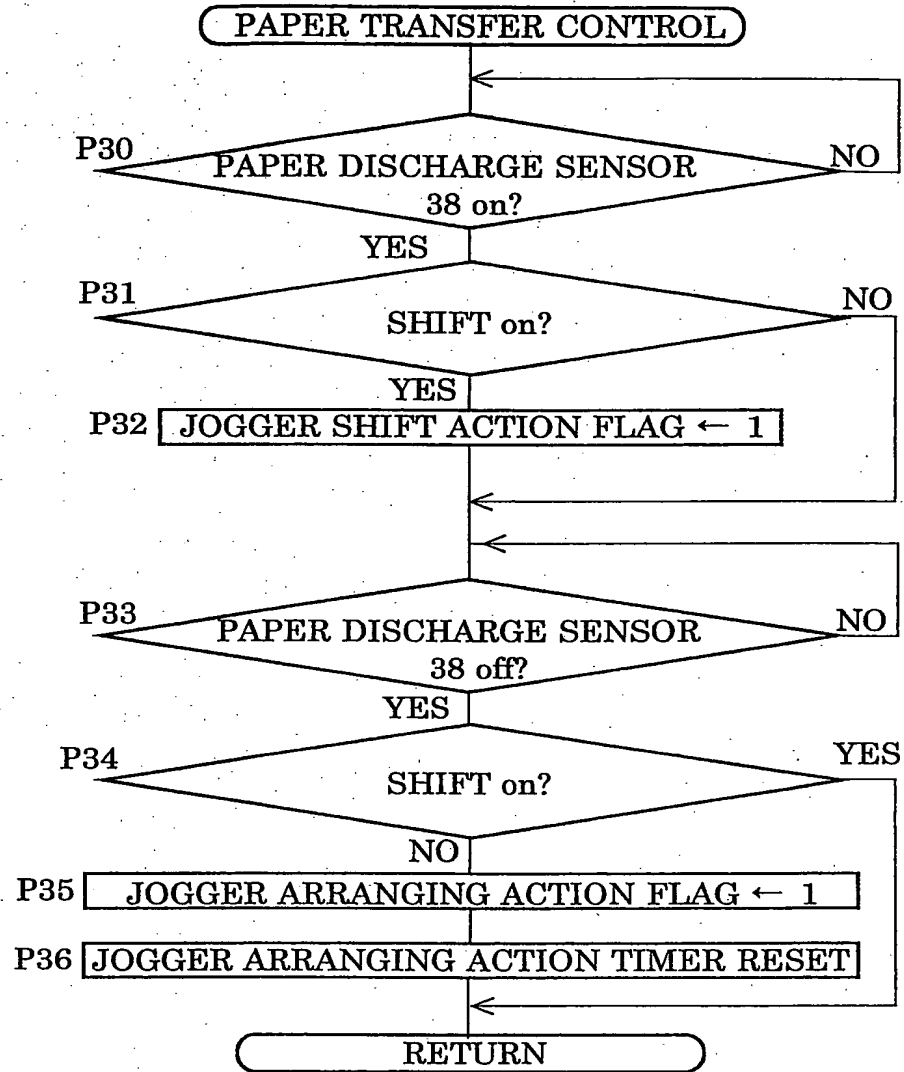 PAPER TRANSFER CONTROL
P30
PAPER DISCHARGE SENSOR
38 on?
NO
YES
P31
SHIFT on?
NO
YES
P32
JOGGER SHIFT ACTION FLAG ← 1
P33
PAPER DISCHARGE SENSOR
38 off?
NO
YES
P34
SHIFT on?
YES
NO
P35
JOGGER ARRANGING ACTION FLAG ← 1
P36
JOGGER ARRANGING ACTION TIMER RESET
RETURN